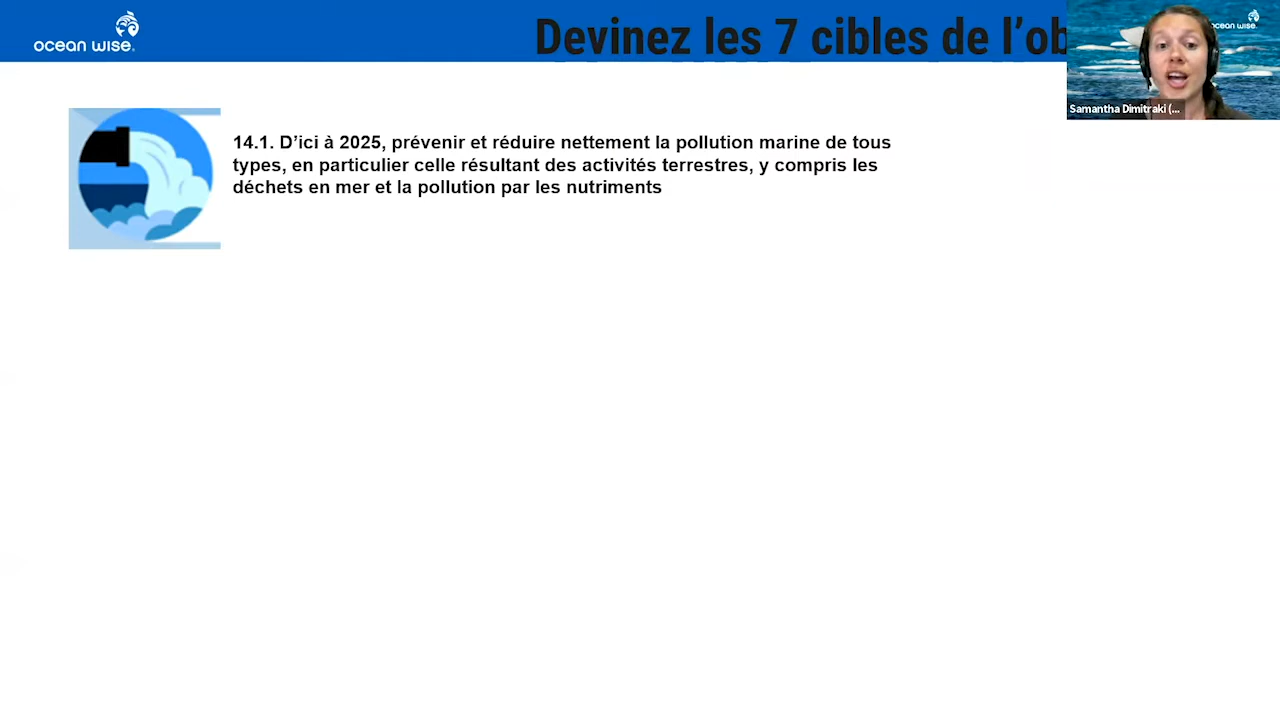 ocean wise
Devinez les 7 cibles de l’ob
ocean wise
Samantha Dimitraki (...
14.1. D’ici à 2025, prévenir et réduire nettement la pollution marine de tous
types, en particulier celle résultant des activités terrestres, y compris les
déchets en mer et la pollution par les nutriments